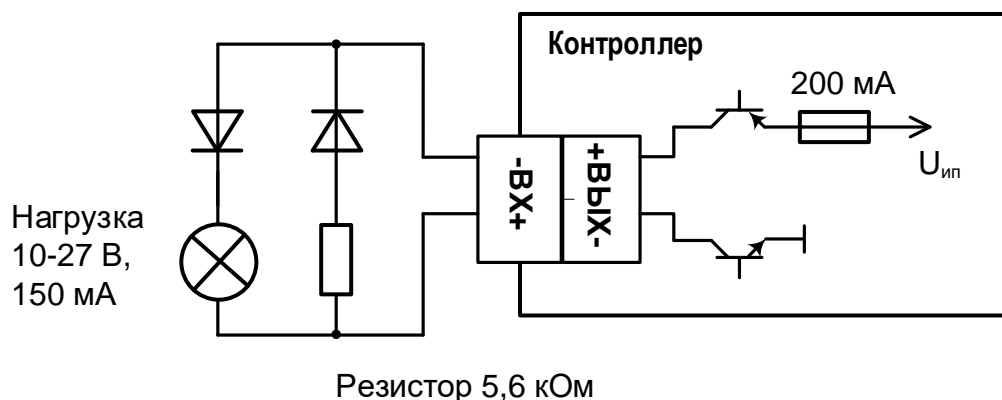 Контроллер
200 мА
Uип
-ВХ+
+ВЫХ-
Нагрузка
10-27 В,
150 мА
Резистор 5,6 кОм